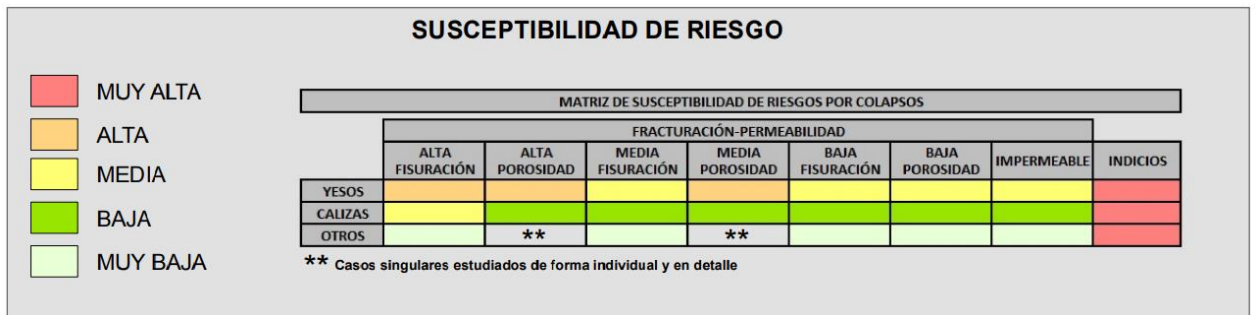 SUSCEPTIBILIDAD DE RIESGO
MUY ALTA
ALTA
MEDIA
BAJA
MUY BAJA
MATRIZ DE SUSCEPTIBILIDAD DE RIESGOS POR COLAPSOS
FRACTURACIÓN-PERMEABILIDAD
ALTA FISURACIÓN
ALTA POROSIDAD
MEDIA FISURACIÓN
MEDIA POROSIDAD
BAJA FISURACIÓN
BAJA POROSIDAD
IMPERMEABLE
INDICIOS
YESOS
CALIZAS
OTROS ** **
** Casos singulares estudiados de forma individual y en detalle